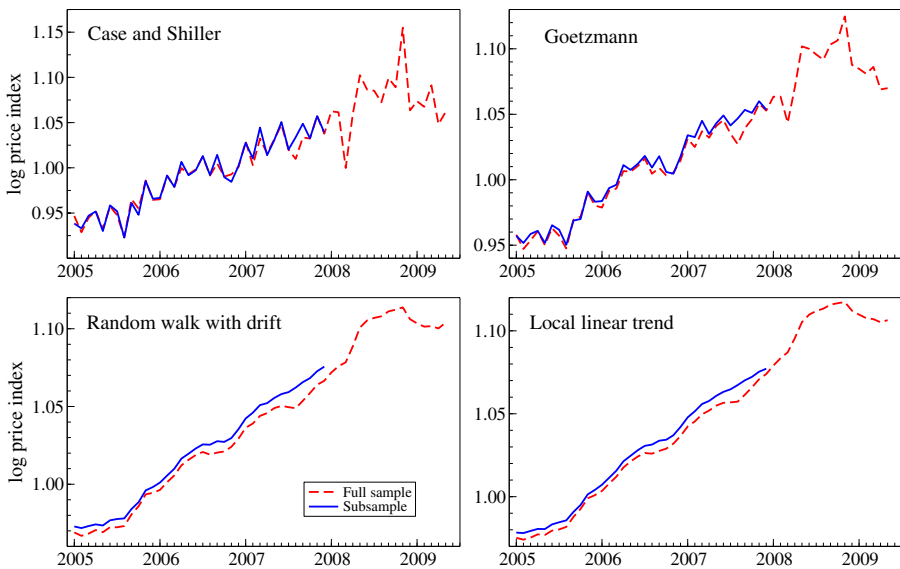 Case and Shiller
log price index
1.15
1.10
1.05
1.00
0.95
2005 2006 2007 2008 2009
Goetzmann
1.10
1.05
1.00
0.95
2005 2006 2007 2008 2009
Random walk with drift
log price index
1.10
1.05
1.00
Full sample
Subsample
2005 2006 2007 2008 2009
Local linear trend
1.10
1.05
1.00
2005 2006 2007 2008 2009